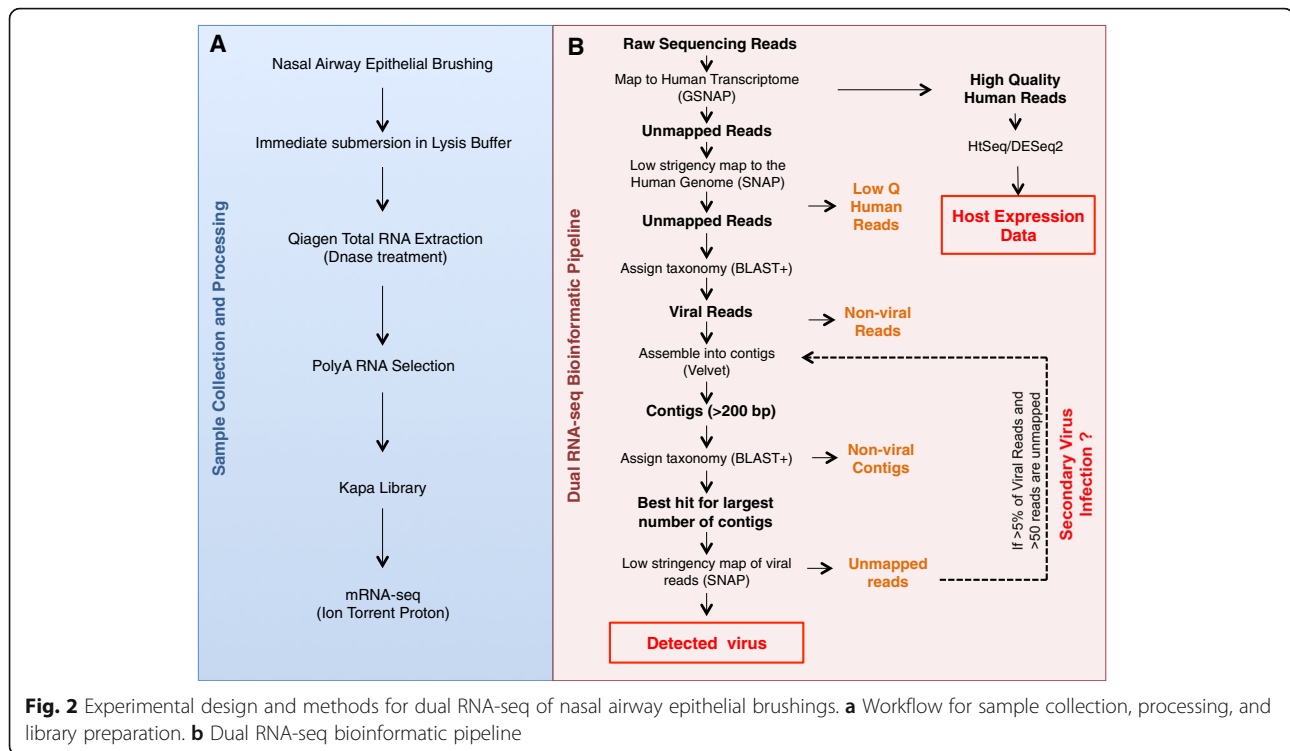 A
Sample Collection and Processing
Nasal Airway Epithelial Brushing
Immediate submersion in Lysis Buffer
Qiagen Total RNA Extraction
(Dnase treatment)
PolyA RNA Selection
Kapa Library
mRNA-seq
(Ion Torrent Proton)
B
Dual RNA-seq Bioinformatic Pipeline
Raw Sequencing Reads
Map to Human Transcriptome
(GSNAP)
High Quality
Human Reads
HtSeq/DESeq2
Host Expression
Data
Unmapped Reads
Low strigency map to the
Human Genome (SNAP)
Low Q
Human
Reads
Unmapped Reads
Assign taxonomy (BLAST+)
Viral Reads
Non-viral
Reads
Assemble into contigs
(Velvet)
Contigs (>200 bp)
Assign taxonomy (BLAST+)
Non-viral
Contigs
Best hit for largest
number of contigs
Low stringency map of viral
reads (SNAP)
Unmapped
reads
If >5% of Viral Reads and
>50 reads are unmapped
Secondary Virus
Infection ?
Detected virus
Fig. 2 Experimental design and methods for dual RNA-seq of nasal airway epithelial brushings. a Workflow for sample collection, processing, and
library preparation. b Dual RNA-seq bioinformatic pipeline